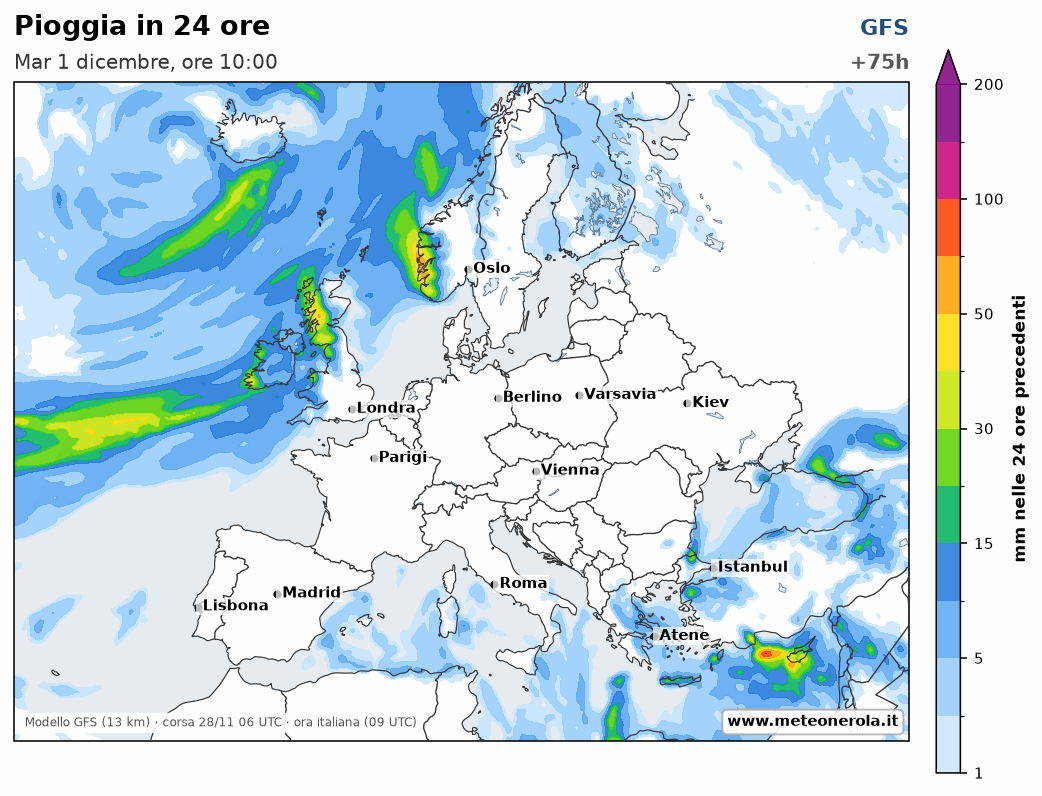 Pioggia in 24 ore
GFS
Mar 1 dicembre, ore 10:00
+75h
200
100
50
30
15
5
1
mm nelle 24 ore precedenti
Oslo
Berlino
Varsavia
Kiev
Londra
Parigi
Vienna
Istanbul
Roma
Madrid
Lisbona
Atene
Modello GFS (13 km) · corsa 28/11 06 UTC · ora italiana (09 UTC)
www.meteonerola.it